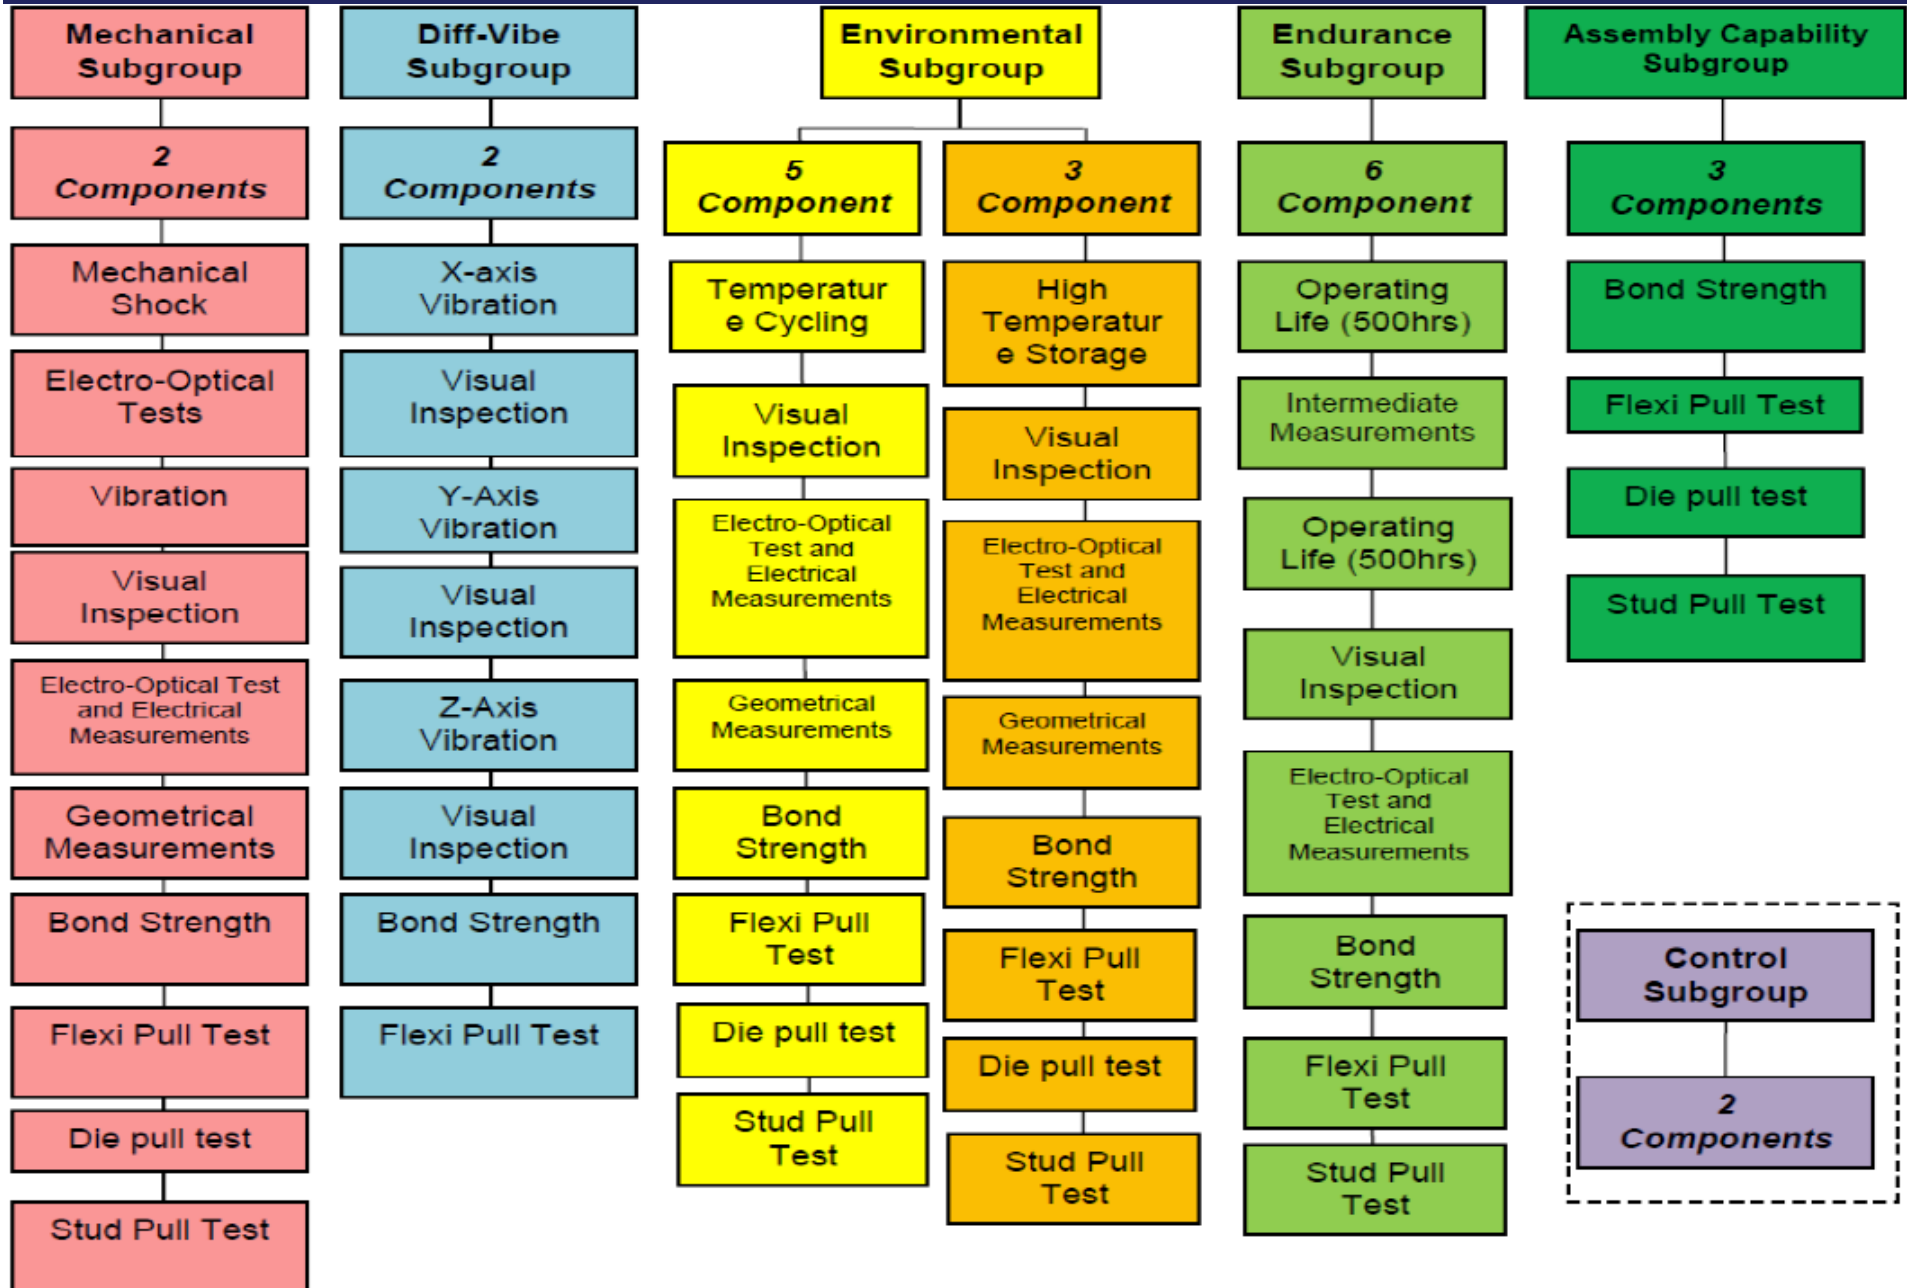 Mechanical
Subgroup
2
Components
Mechanical
Shock
Electro-Optical
Tests
Vibration
Visual
Inspection
Electro-Optical Test
and Electrical
Measurements
Geometrical
Measurements
Bond Strength
Flexi Pull Test
Die pull test
Stud Pull Test
Diff-Vibe
Subgroup
2
Components
X-axis
Vibration
Visual
Inspection
Y-Axis
Vibration
Visual
Inspection
Z-Axis
Vibration
Visual
Inspection
Bond Strength
Flexi Pull Test
Environmental
Subgroup
5
Component
Temperatur
e Cycling
Visual
Inspection
Electro-Optical
Test and
Electrical
Measurements
Geometrical
Measurements
Bond
Strength
Flexi Pull
Test
Die pull test
Stud Pull
Test
3
Component
High
Temperatur
e Storage
Visual
Inspection
Electro-Optical
Test and
Electrical
Measurements
Geometrical
Measurements
Bond
Strength
Flexi Pull
Test
Die pull test
Stud Pull
Test
Endurance
Subgroup
6
Component
Operating
Life (500hrs)
Intermediate
Measurements
Operating
Life (500hrs)
Visual
Inspection
Electro-Optical
Test and
Electrical
Measurements
Bond
Strength
Flexi Pull
Test
Stud Pull
Test
Assembly Capability
Subgroup
3
Components
Bond Strength
Flexi Pull Test
Die pull test
Stud Pull Test
Control
Subgroup
2
Components